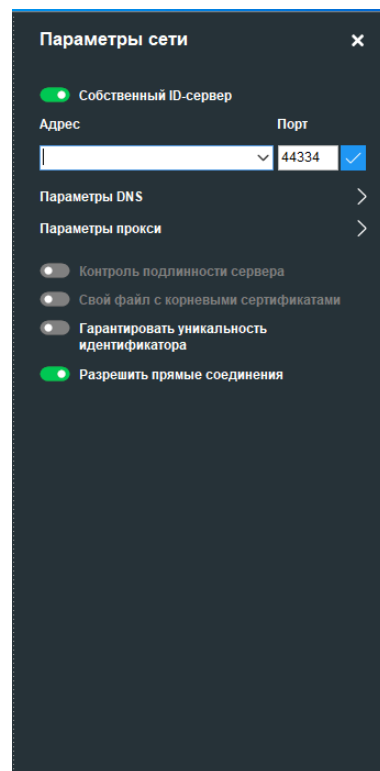 Параметры сети
Собственный ID-сервер
Адрес Порт
44334
Параметры DNS
Параметры прокси
Контроль подлинности сервера
Свой файл с корневыми сертификатами
Гарантировать уникальность
идентификатора
Разрешить прямые соединения